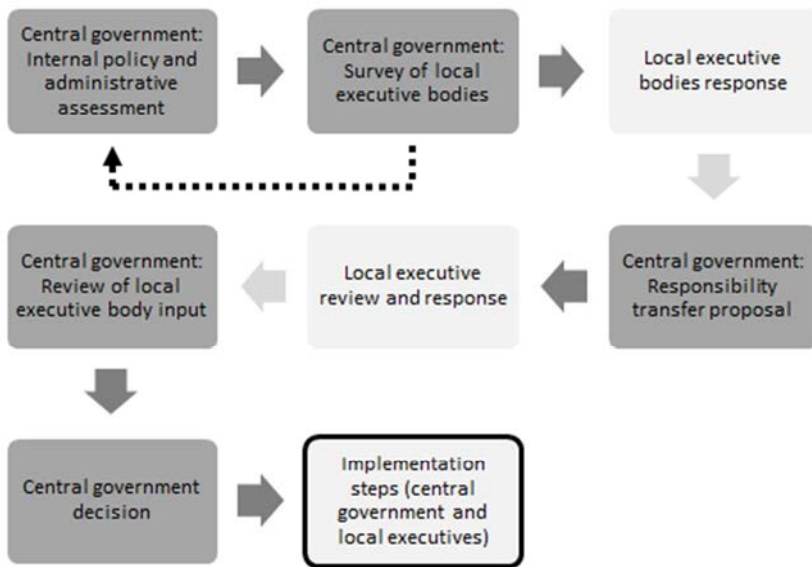 Central government:
Internal policy and
administrative
assessment
Central government:
Survey of local
executive bodies
Local executive
bodies response
Central government:
Responsibility
transfer proposal
Local executive
review and response
Central government:
Review of local
executive body input
Central government
decision
Implementation
steps (central
government and
local executives)